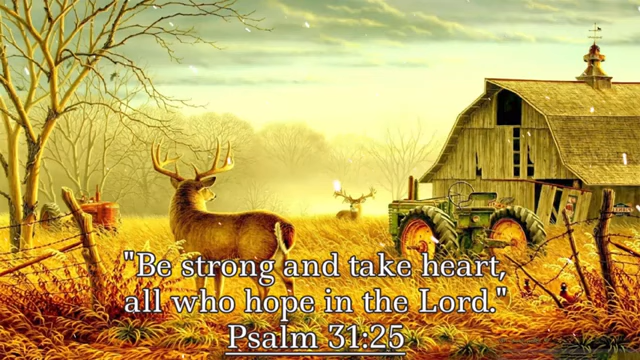 "Be strong and take heart,
all who hope in the Lord."
Psalm 31:25